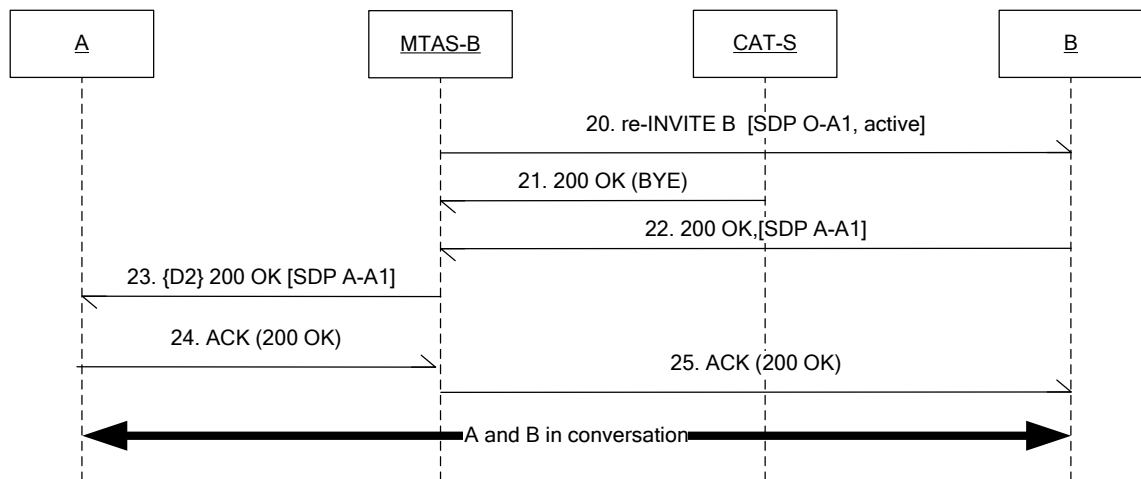 A
MTAS-B
CAT-S
B
20. re-INVITE B [SDP O-A1, active]
21. 200 OK (BYE)
22. 200 OK,[SDP A-A1]
23. {D2} 200 OK [SDP A-A1]
24. ACK (200 OK)
25. ACK (200 OK)
A and B in conversation